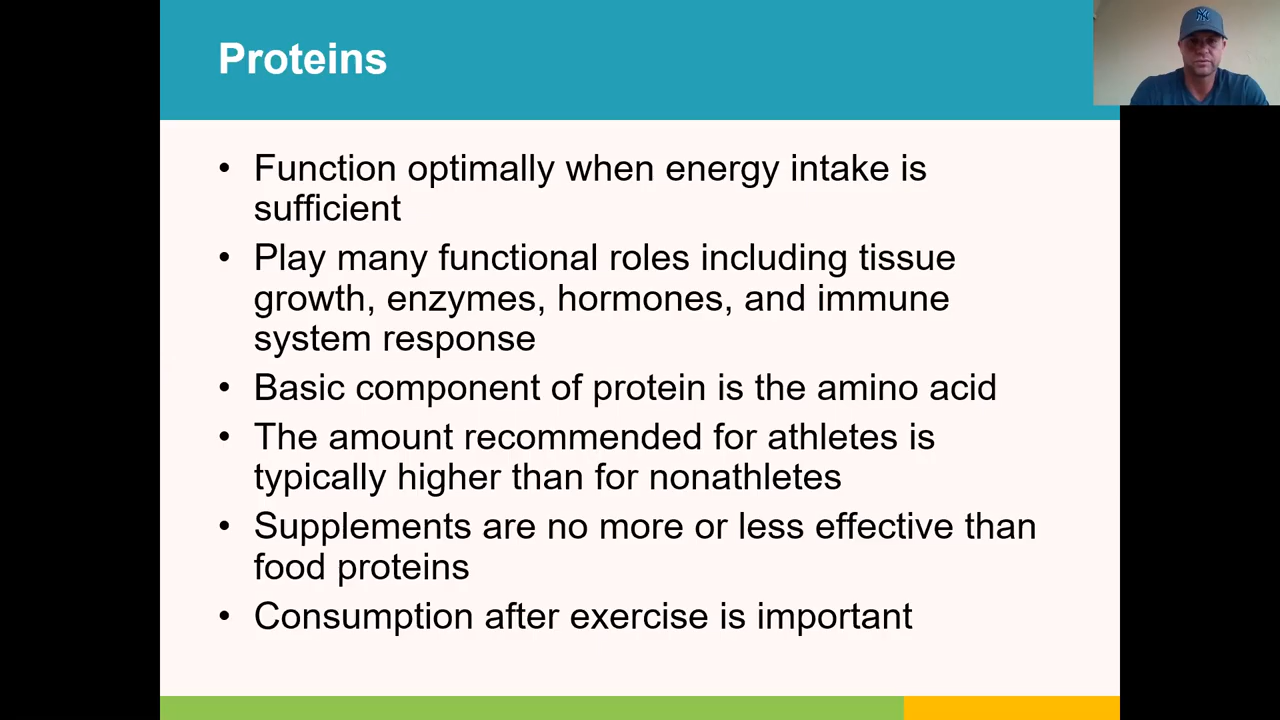 Proteins
• Function optimally when energy intake is
sufficient
• Play many functional roles including tissue
growth, enzymes, hormones, and immune
system response
• Basic component of protein is the amino acid
• The amount recommended for athletes is
typically higher than for nonathletes
• Supplements are no more or less effective than
food proteins
• Consumption after exercise is important